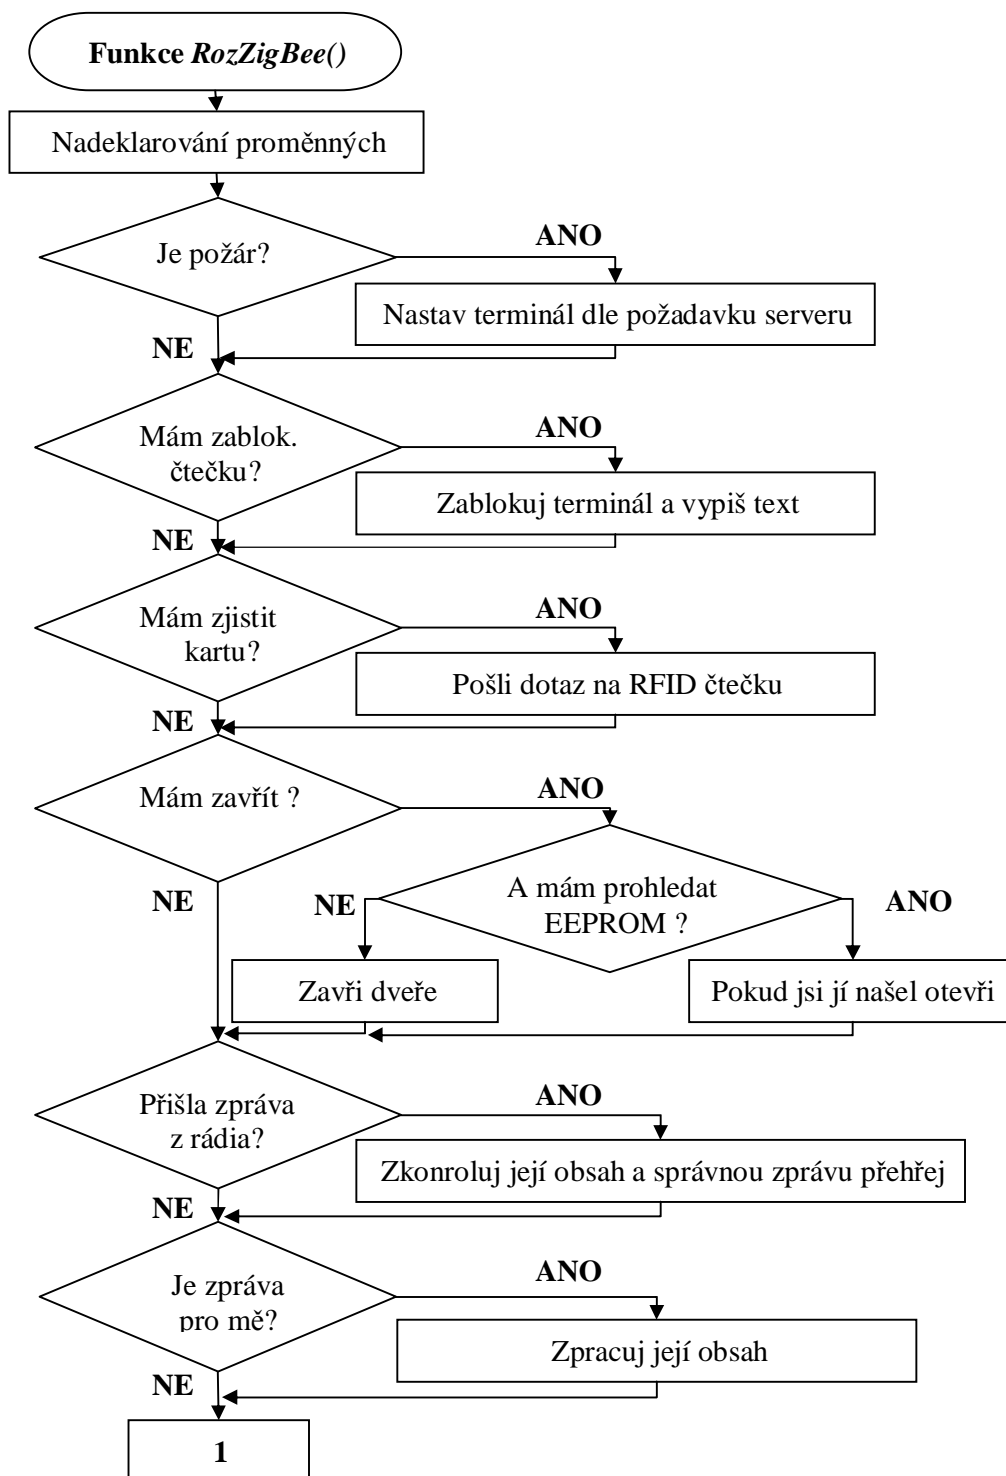 Funkce RozZigBee()
Nadeklarování proměnných
Je požár?
ANO
Nastav terminál dle požadavku serveru
NE
Mám zablok.
čtečku?
ANO
Zablokuj terminál a vypiš text
NE
Mám zjistit
kartu?
ANO
Pošli dotaz na RFID čtečku
NE
Mám zavřít ?
ANO
A mám prohledat
EEPROM ?
NE
NE
ANO
Zavři dveře
Pokud jsi jí našel otevři
Přišla zpráva
z rádia?
ANO
Zkonroluj její obsah a správnou zprávu přehřej
NE
Je zpráva
pro mě?
ANO
Zpracuj její obsah
NE
1